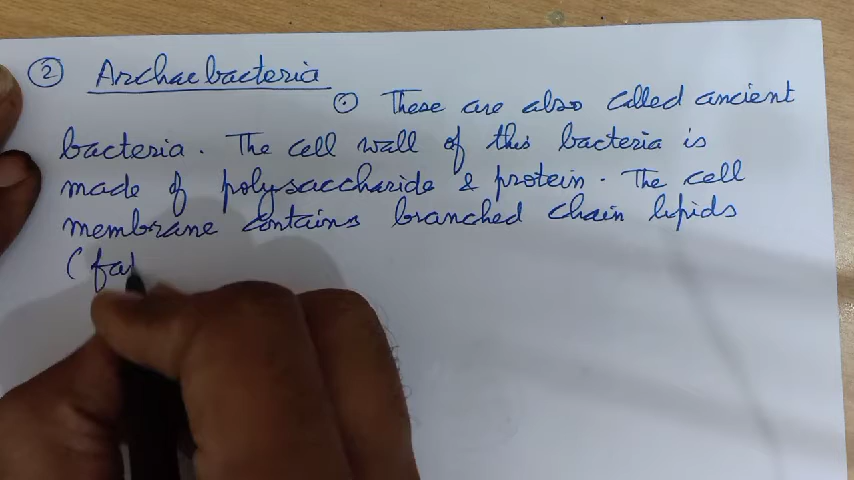 ② Archaebacteria
⊙ These are also called ancient
bacteria. The cell wall of this bacteria is
made of polysaccharide & protein. The cell
membrane contains branched chain lipids
(fa